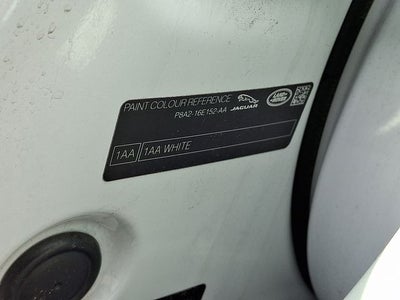 PAINT COLOUR REFERENCE
P8A2-16E152-AA
JAGUAR
LAND ROVER
1AA 1AA WHITE